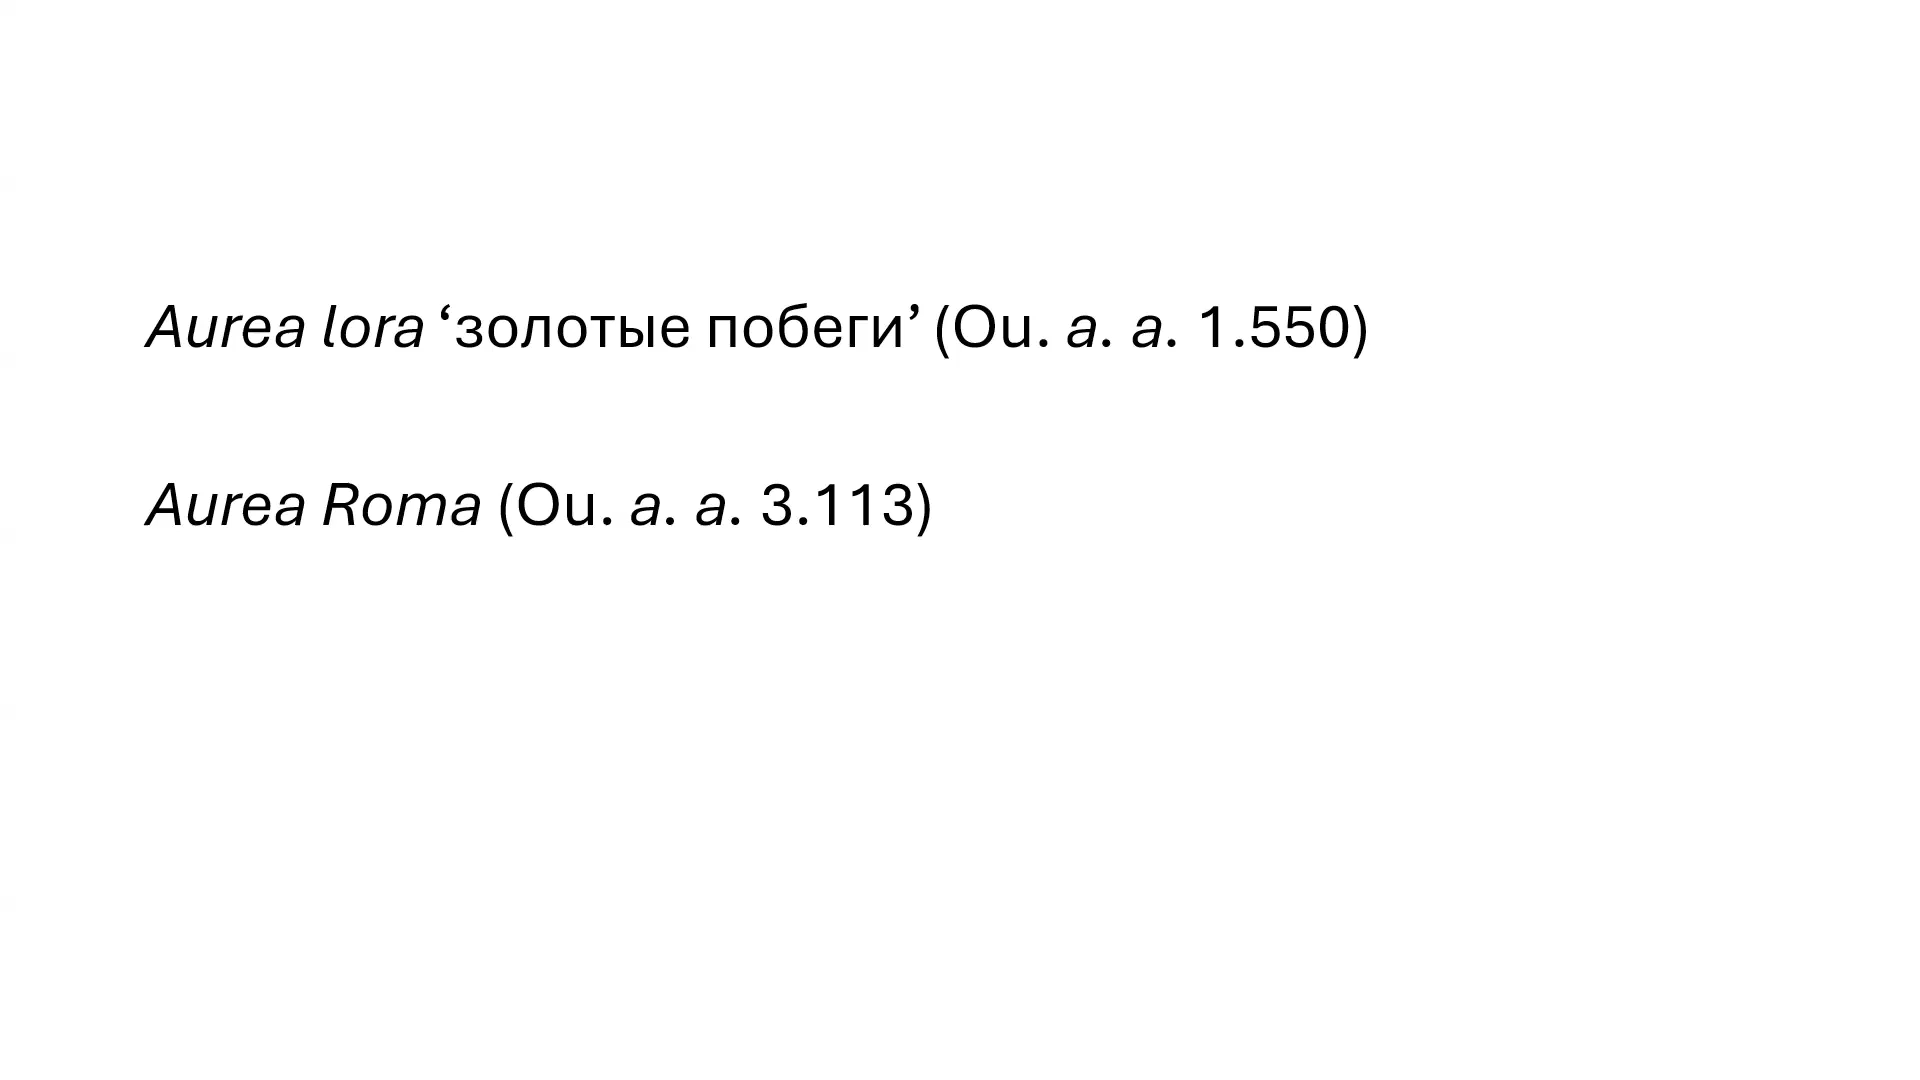 Aurea lora ‘золотые побеги’ (Ou. a. a. 1.550)
Aurea Roma (Ou. a. a. 3.113)